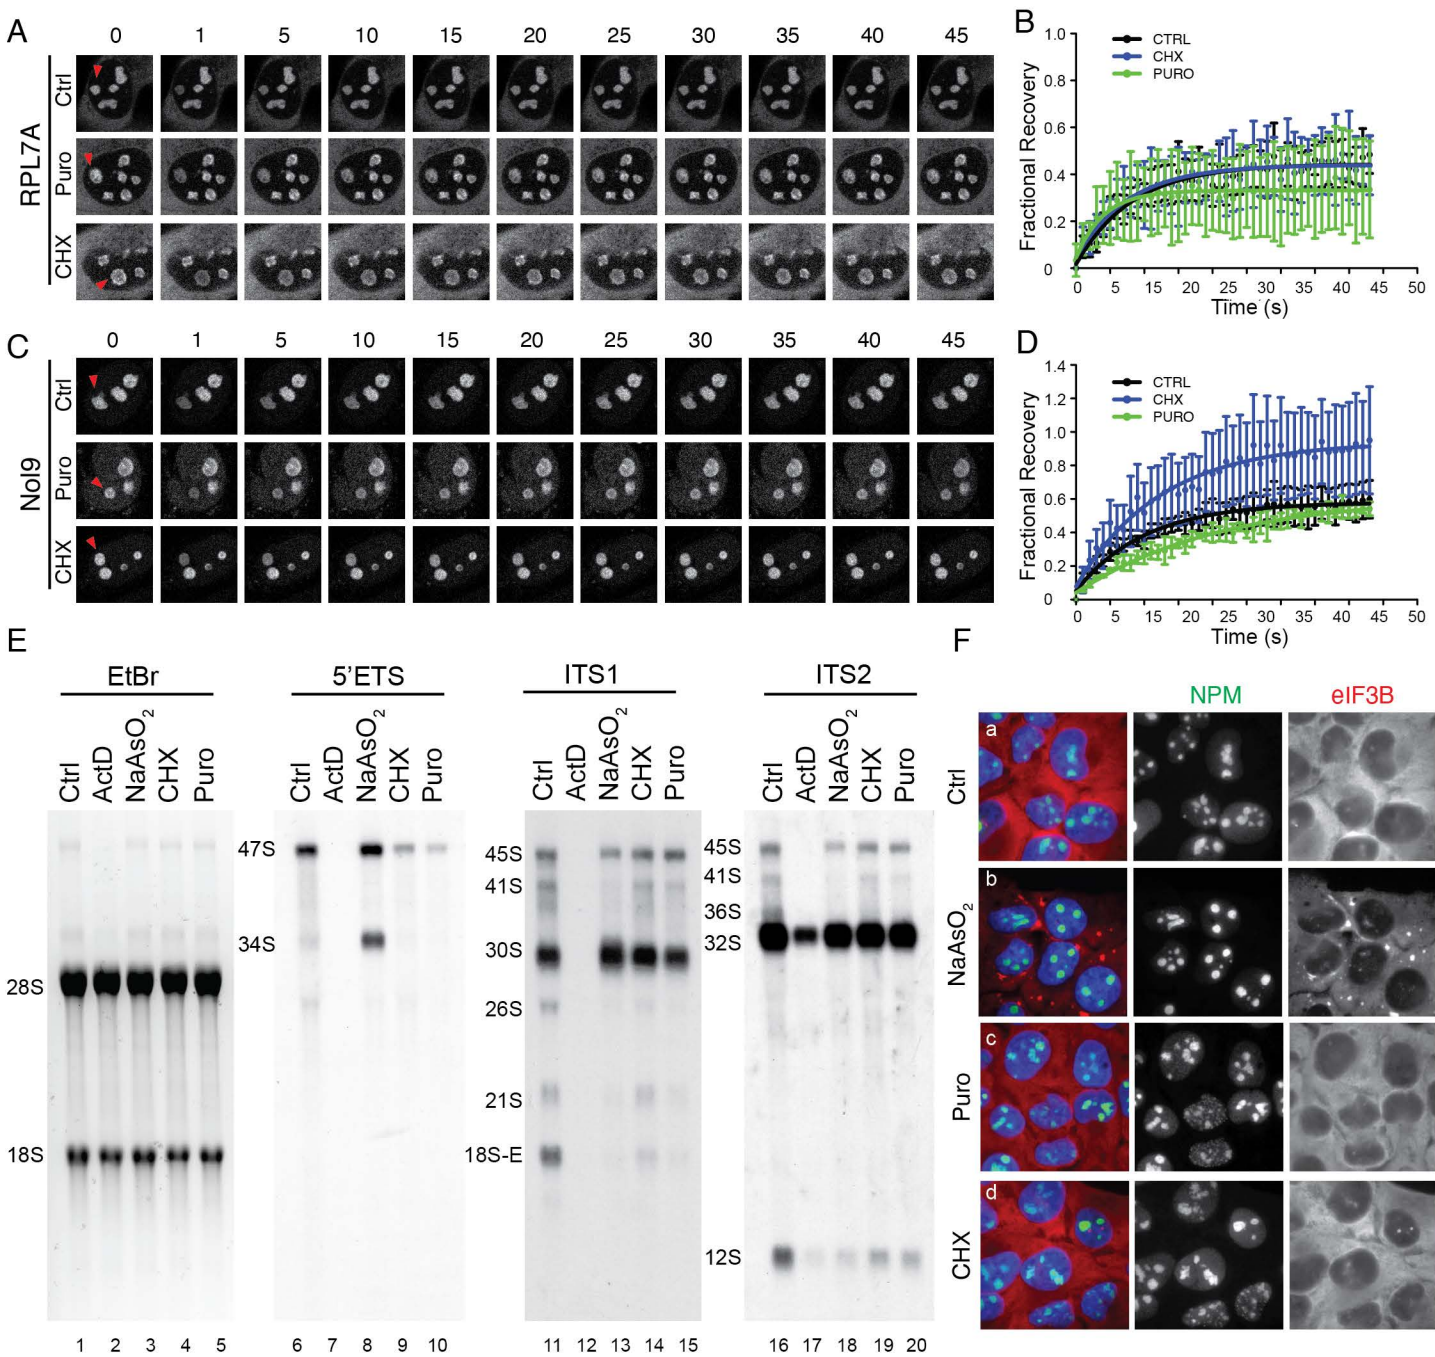 A
0 1 5 10 15 20 25 30 35 40 45
RPL7A
Ctrl
Puro
CHX
B
CTRL
CHX
PURO
Fractional Recovery
1.0
0.8
0.6
0.4
0.2
0
0 5 15 20 25 30 35 40 45 50
Time (s)
C
0 1 5 10 15 20 25 30 35 40 45
Nol9
Ctrl
Puro
CHX
D
CTRL
CHX
PURO
Fractional Recovery
1.4
1.2
1.0
0.8
0.6
0.4
0.2
0
0 5 15 20 25 30 35 40 45 50
Time (s)
E
EtBr
Ctrl ActD NaAsO₂ CHX Puro
28S
18S
1 2 3 4 5
5'ETS
Ctrl ActD NaAsO₂ CHX Puro
47S
34S
6 7 8 9 10
ITS1
Ctrl ActD NaAsO₂ CHX Puro
45S
41S
30S
26S
21S
18S-E
11 12 13 14 15
ITS2
Ctrl ActD NaAsO₂ CHX Puro
45S
41S
36S
32S
12S
16 17 18 19 20
F
NPM eIF3B
Ctrl
a
NaAsO₂
b
Puro
c
CHX
d